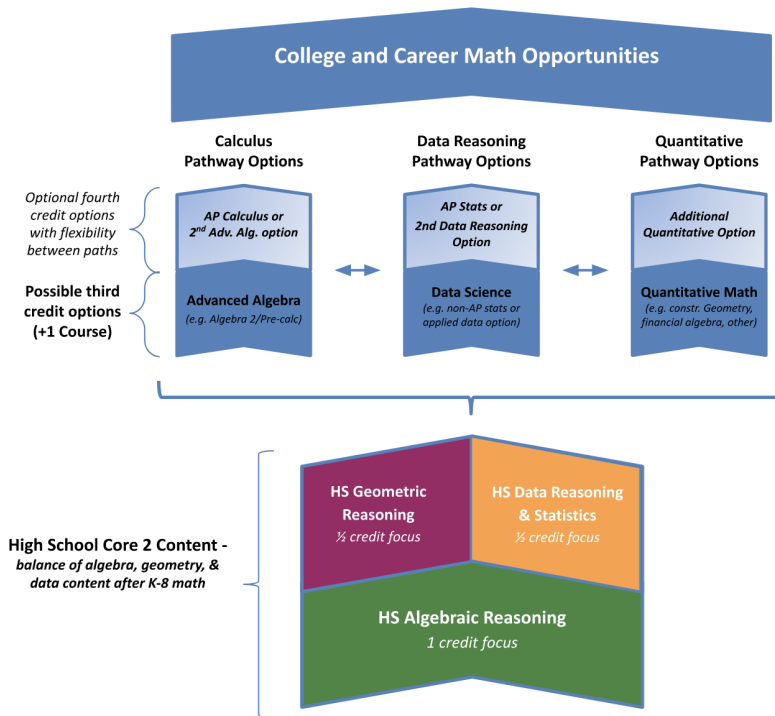 College and Career Math Opportunities
Calculus
Pathway Options
Data Reasoning
Pathway Options
Quantitative
Pathway Options
Optional fourth
credit options
with flexibility
between paths
AP Calculus or
2nd Adv. Alg. option
AP Stats or
2nd Data Reasoning
Option
Additional
Quantitative Option
Possible third
credit options
(+1 Course)
Advanced Algebra
(e.g. Algebra 2/Pre-calc)
Data Science
(e.g. non-AP stats or
applied data option)
Quantitative Math
(e.g. constr. Geometry,
financial algebra, other)
High School Core 2 Content -
balance of algebra, geometry, &
data content after K-8 math
HS Geometric
Reasoning
½ credit focus
HS Data Reasoning
& Statistics
½ credit focus
HS Algebraic Reasoning
1 credit focus